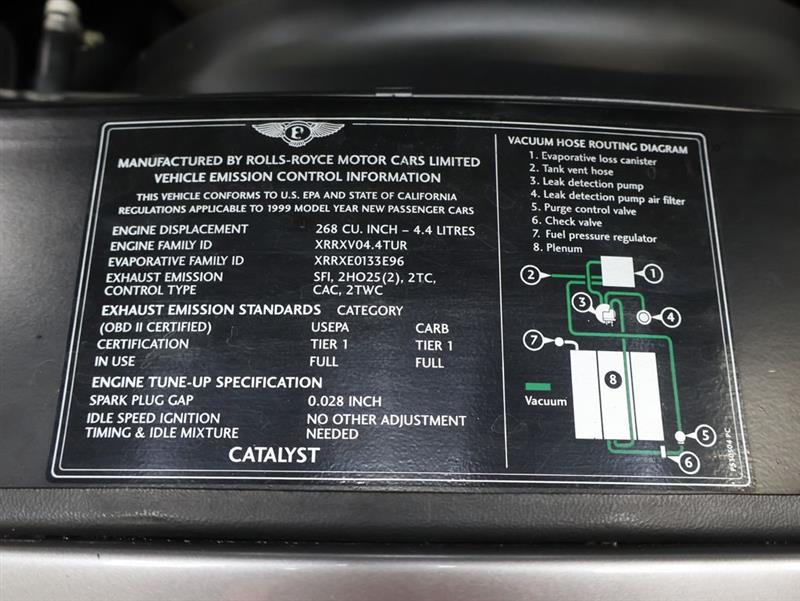 B
MANUFACTURED BY ROLLS-ROYCE MOTOR CARS LIMITED
VEHICLE EMISSION CONTROL INFORMATION
THIS VEHICLE CONFORMS TO U.S. EPA AND STATE OF CALIFORNIA
REGULATIONS APPLICABLE TO 1999 MODEL YEAR NEW PASSENGER CARS
ENGINE DISPLACEMENT 268 CU. INCH – 4.4 LITRES
ENGINE FAMILY ID XRRXV04.4TUR
EVAPORATIVE FAMILY ID XRRXE0133E96
EXHAUST EMISSION SFI, 2HO25(2), 2TC,
CONTROL TYPE CAC, 2TWC
EXHAUST EMISSION STANDARDS CATEGORY
(OBD II CERTIFIED) USEPA CARB
CERTIFICATION TIER 1 TIER 1
IN USE FULL FULL
ENGINE TUNE-UP SPECIFICATION
SPARK PLUG GAP 0.028 INCH
IDLE SPEED IGNITION NO OTHER ADJUSTMENT
TIMING & IDLE MIXTURE NEEDED
CATALYST
VACUUM HOSE ROUTING DIAGRAM
1. Evaporative loss canister
2. Tank vent hose
3. Leak detection pump
4. Leak detection pump air filter
5. Purge control valve
6. Check valve
7. Fuel pressure regulator
8. Plenum
2 1
3 4
7
8
Vacuum
5
6